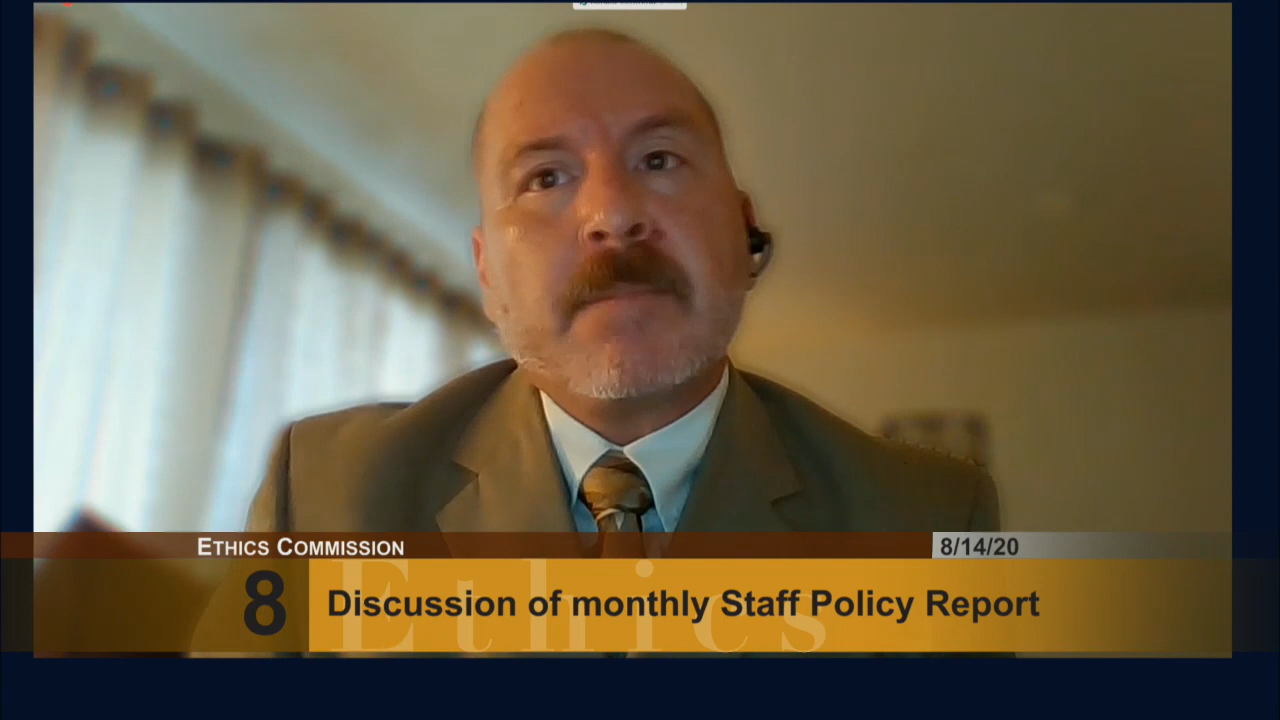 ETHICS COMMISSION
8/14/20
8
Discussion of monthly Staff Policy Report
Ethics